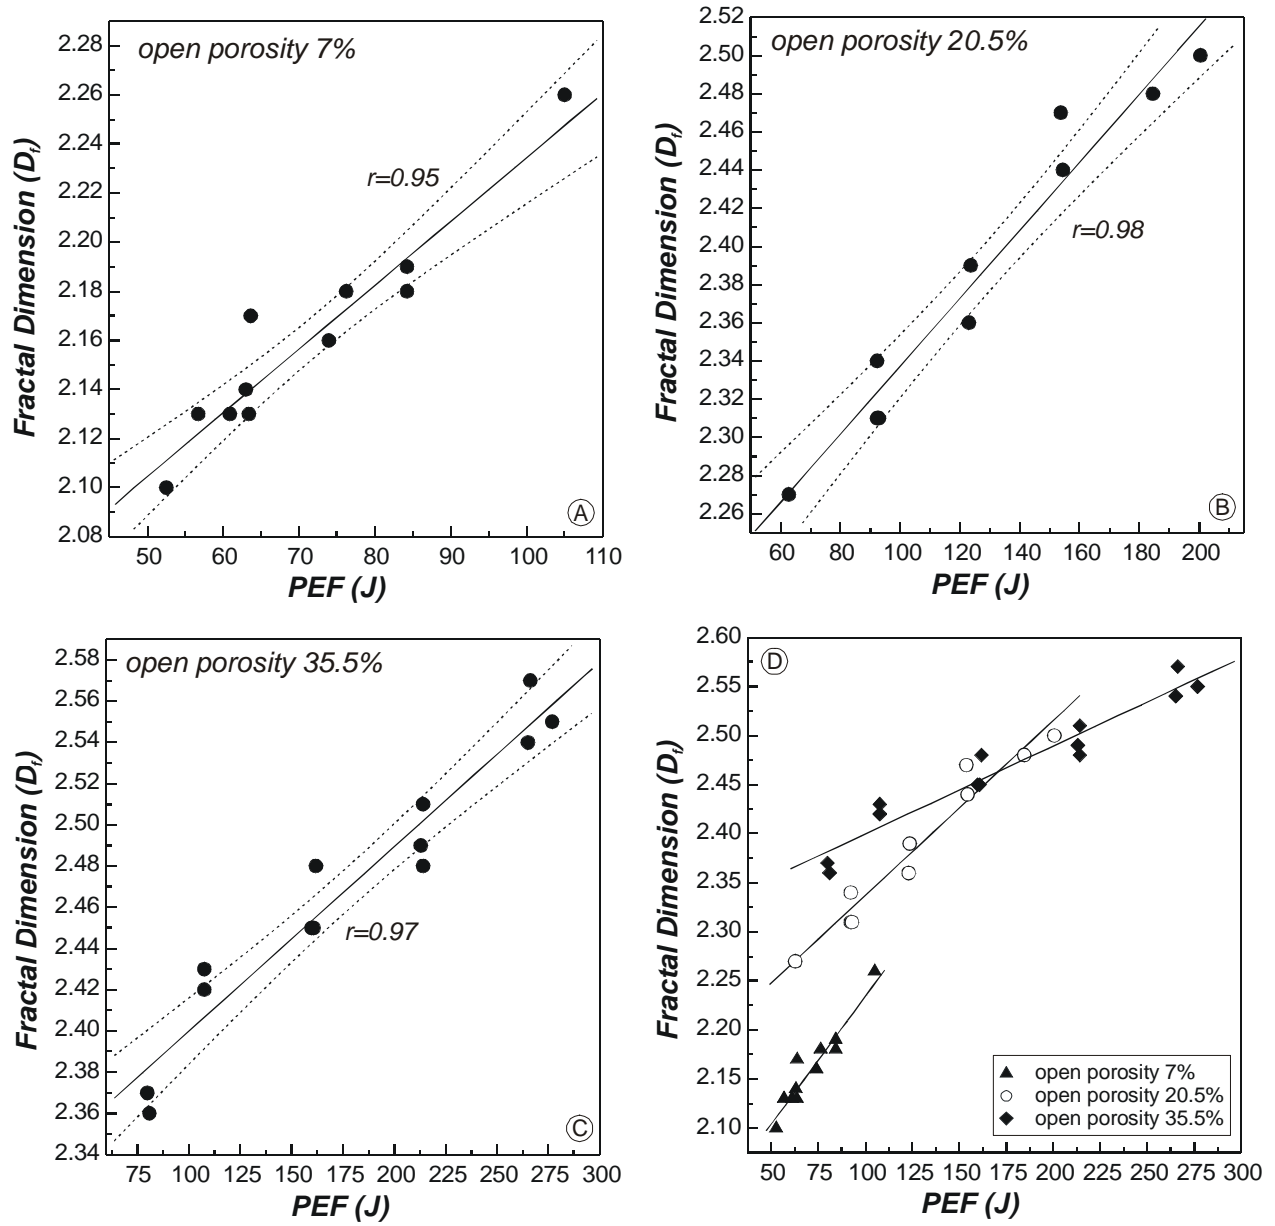 open porosity 7%
2.28
2.26
2.24
2.22
2.20
2.18
2.16
2.14
2.13
2.12
2.10
2.08
r=0.95
A
50 60 70 80 90 100 110
PEF (J)
Fractal Dimension (Df)
open porosity 20.5%
2.52
2.50
2.48
2.46
2.44
2.42
2.40
2.39
2.38
2.36
2.34
2.32
2.30
2.28
2.26
r=0.98
B
60 80 100 120 140 160 180 200
PEF (J)
Fractal Dimension (Df)
open porosity 35.5%
2.58
2.56
2.54
2.52
2.50
2.49
2.48
2.46
2.44
2.42
2.40
2.38
2.36
2.34
r=0.97
C
75 100 125 150 175 200 225 250 275 300
PEF (J)
Fractal Dimension (Df)
D
2.60
2.55
2.50
2.45
2.40
2.35
2.30
2.25
2.20
2.15
2.10
open porosity 7%
open porosity 20.5%
open porosity 35.5%
50 75 100 125 150 175 200 225 250 275 300
PEF (J)
Fractal Dimension (Df)